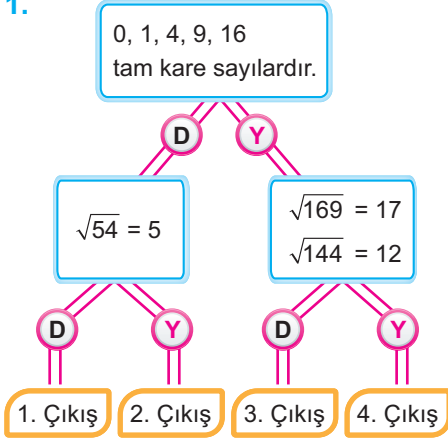 1.
0, 1, 4, 9, 16
tam kare sayılardır.
D
Y
√54 = 5
√169 = 17
√144 = 12
D
Y
D
Y
1. Çıkış
2. Çıkış
3. Çıkış
4. Çıkış